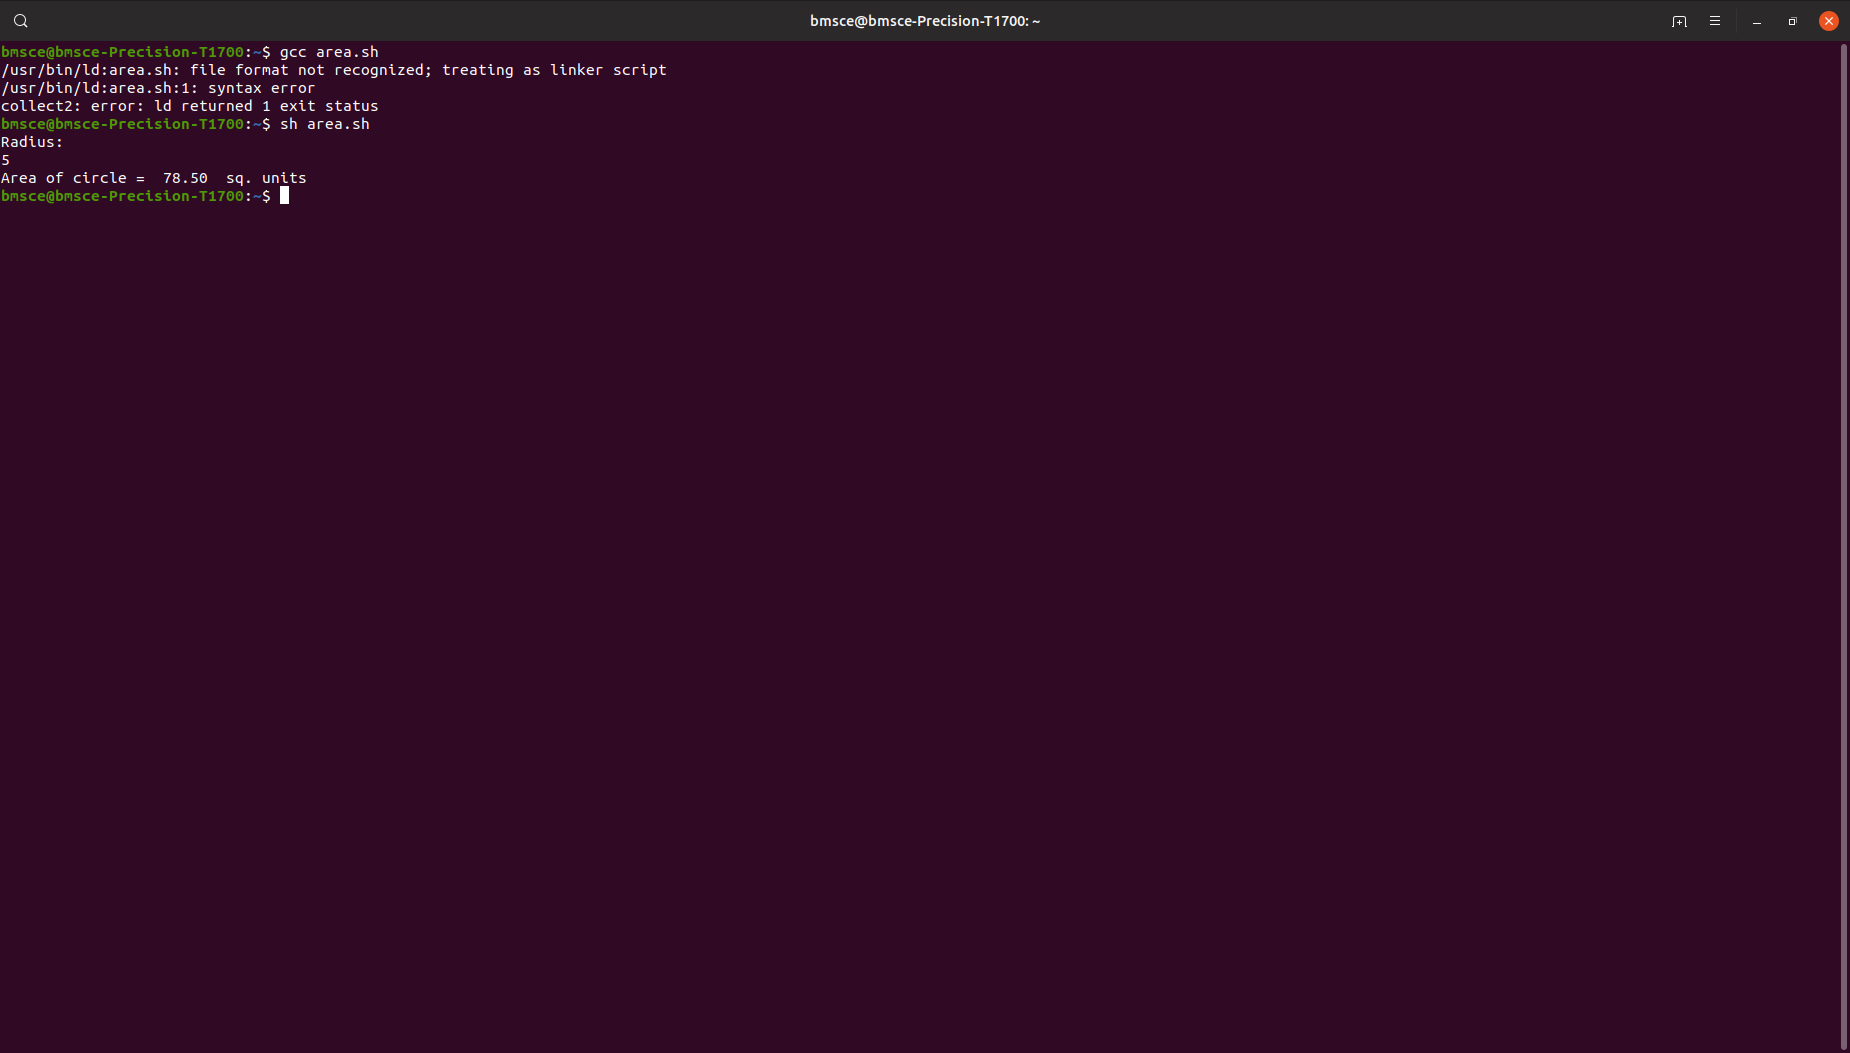 bmsce@bmsce-Precision-T1700: ~
bmsce@bmsce-Precision-T1700:~$ gcc area.sh
/usr/bin/ld:area.sh: file format not recognized; treating as linker script
/usr/bin/ld:area.sh:1: syntax error
collect2: error: ld returned 1 exit status
bmsce@bmsce-Precision-T1700:~$ sh area.sh
Radius:
5
Area of circle =  78.50  sq. units
bmsce@bmsce-Precision-T1700:~$